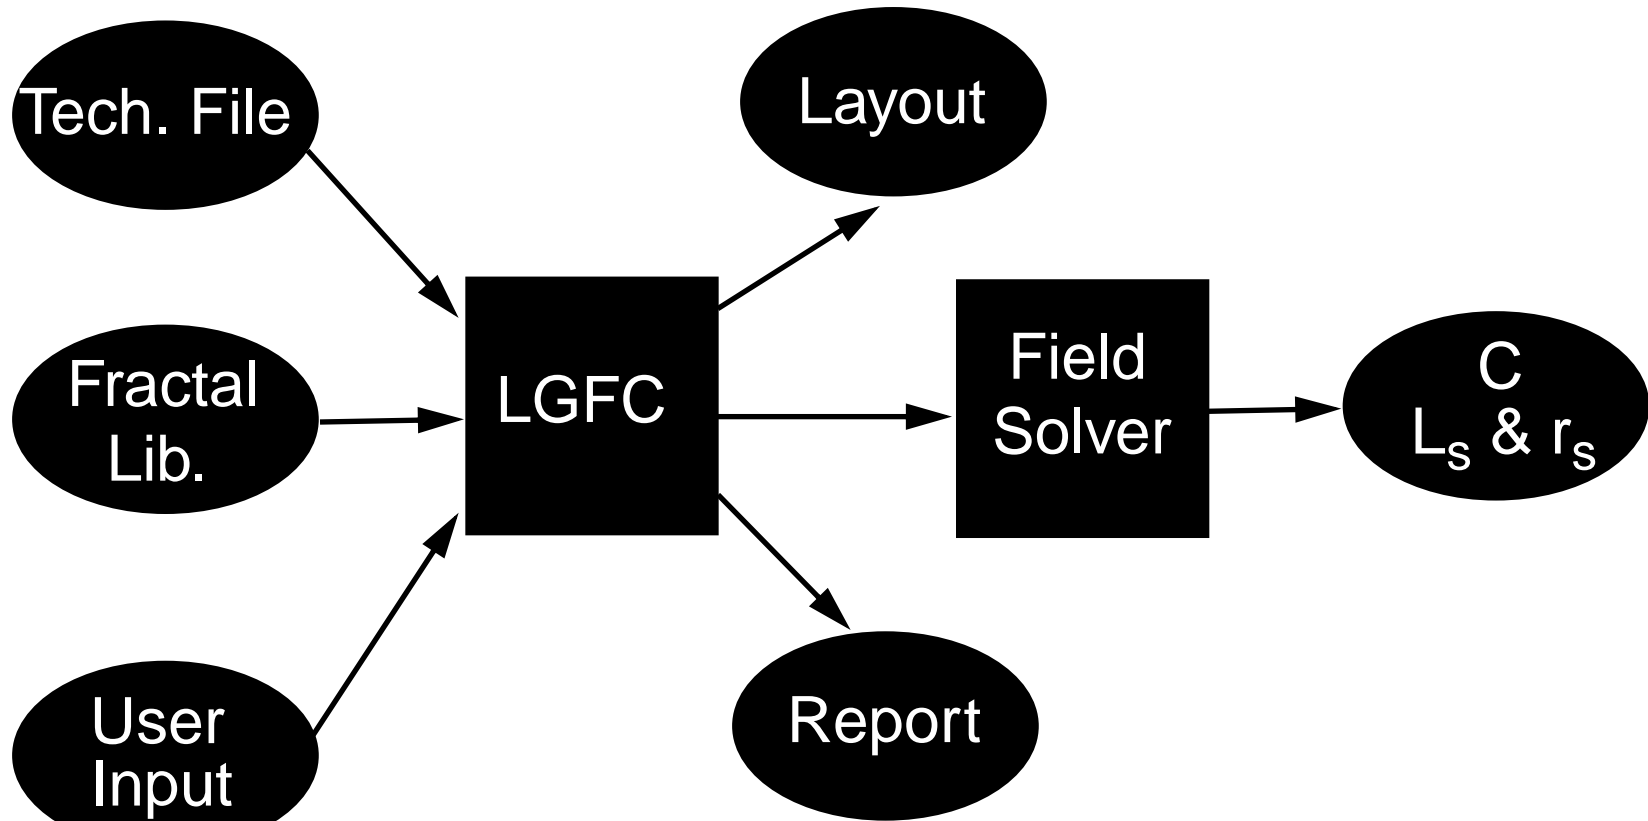 Tech. File
Layout
Fractal
Lib.
LGFC
Field
Solver
C
Ls & rs
User
Input
Report